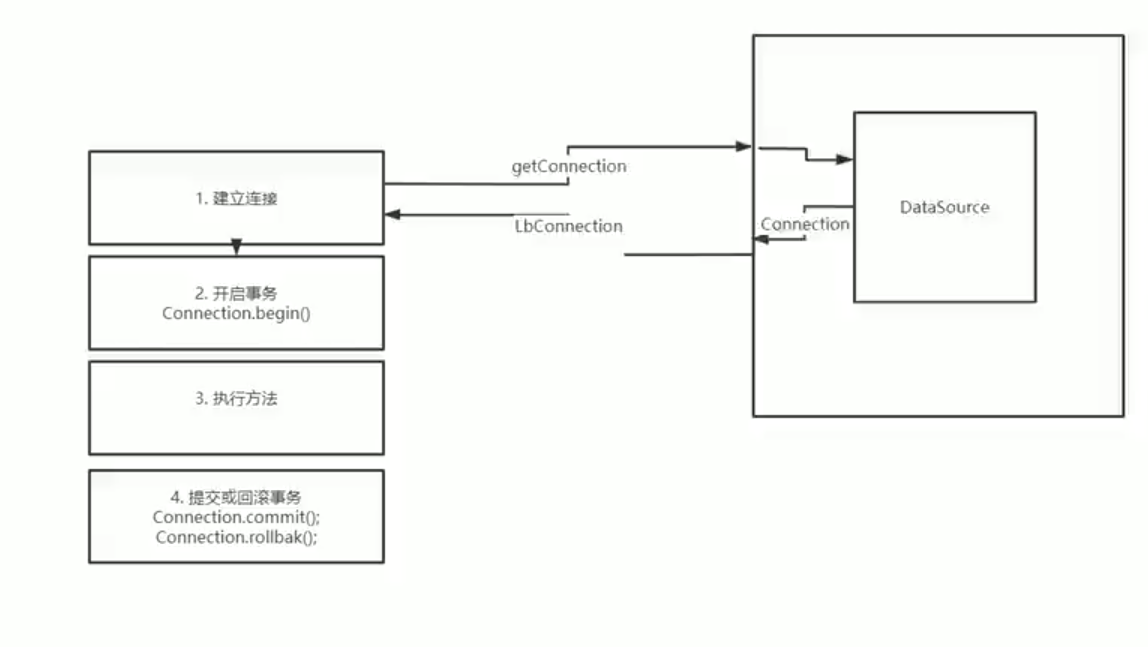 1. 建立连接
2. 开启事务
Connection.begin()
3. 执行方法
4. 提交或回滚事务
Connection.commit();
Connection.rollbak();
getConnection
LbConnection
Connection
DataSource